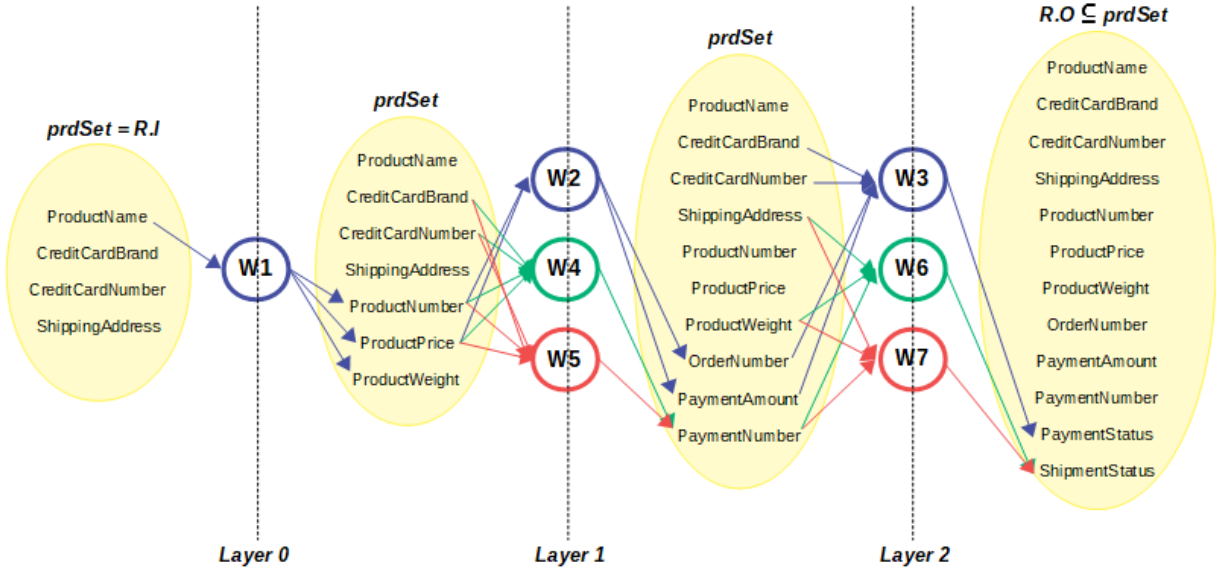 prdSet = R.I
ProductName
CreditCardBrand
CreditCardNumber
ShippingAddress
W1
Layer 0
prdSet
ProductName
CreditCardBrand
CreditCardNumber
ShippingAddress
ProductNumber
ProductPrice
ProductWeight
W2
W4
W5
Layer 1
prdSet
ProductName
CreditCardBrand
CreditCardNumber
ShippingAddress
ProductNumber
ProductPrice
ProductWeight
OrderNumber
PaymentAmount
PaymentNumber
W3
W6
W7
Layer 2
R.O ⊆ prdSet
ProductName
CreditCardBrand
CreditCardNumber
ShippingAddress
ProductNumber
ProductPrice
ProductWeight
OrderNumber
PaymentAmount
PaymentNumber
PaymentStatus
ShipmentStatus